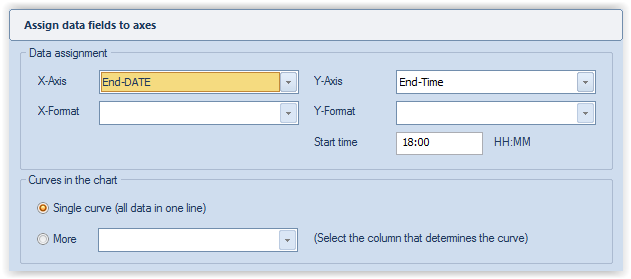 Assign data fields to axes
Data assignment
X-Axis End-DATE Y-Axis End-Time
X-Format Y-Format
Start time 18:00 HH:MM
Curves in the chart
Single curve (all data in one line)
More (Select the column that determines the curve)